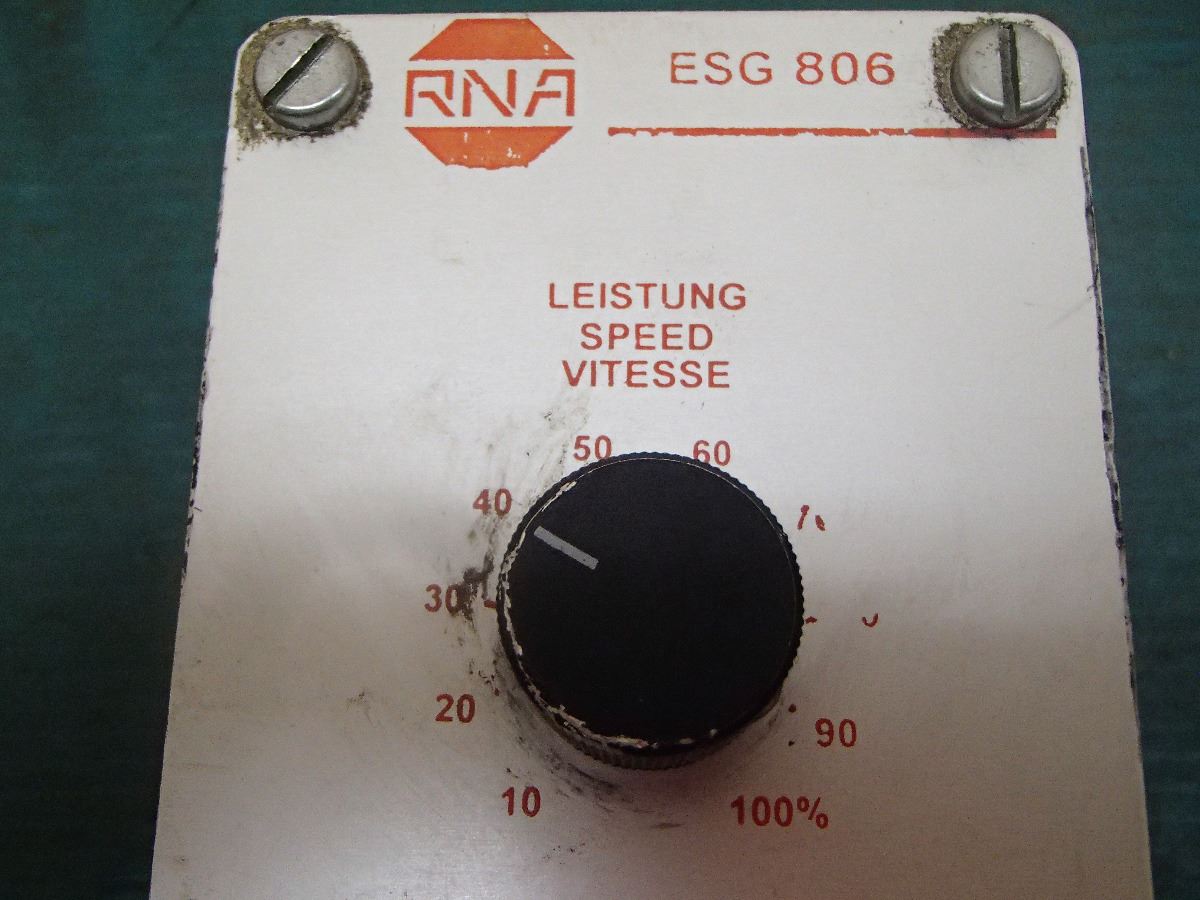 RNA
ESG 806
LEISTUNG
SPEED
VITESSE
50
60
40
30
20
90
10
100%